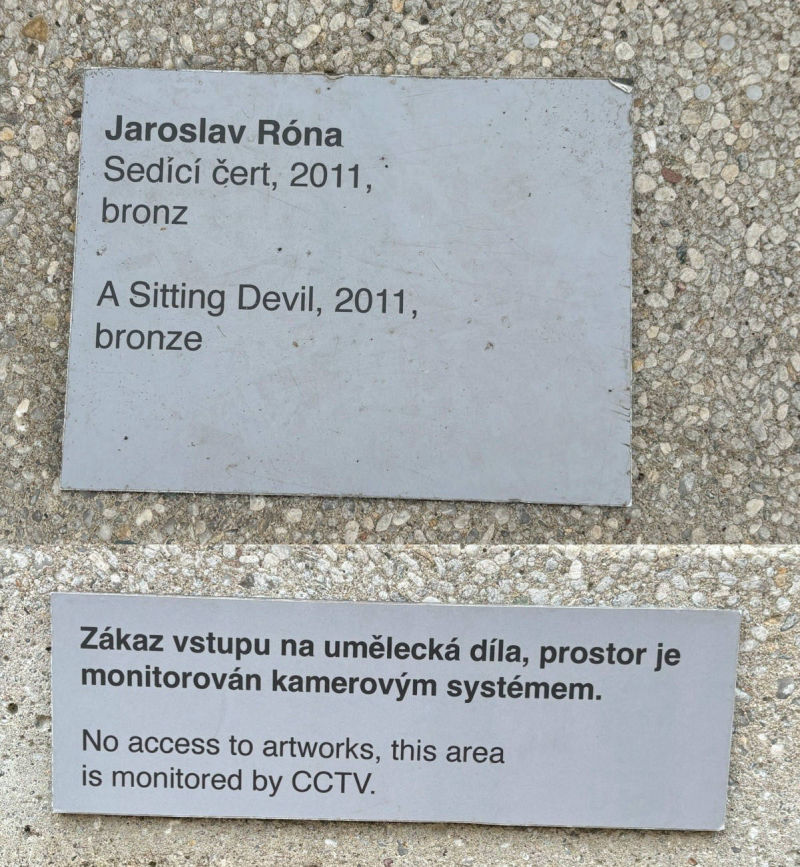 Jaroslav Róna
Sedící čert, 2011,
bronz
A Sitting Devil, 2011,
bronze
Zákaz vstupu na umělecká díla, prostor je
monitorován kamerovým systémem.
No access to artworks, this area
is monitored by CCTV.